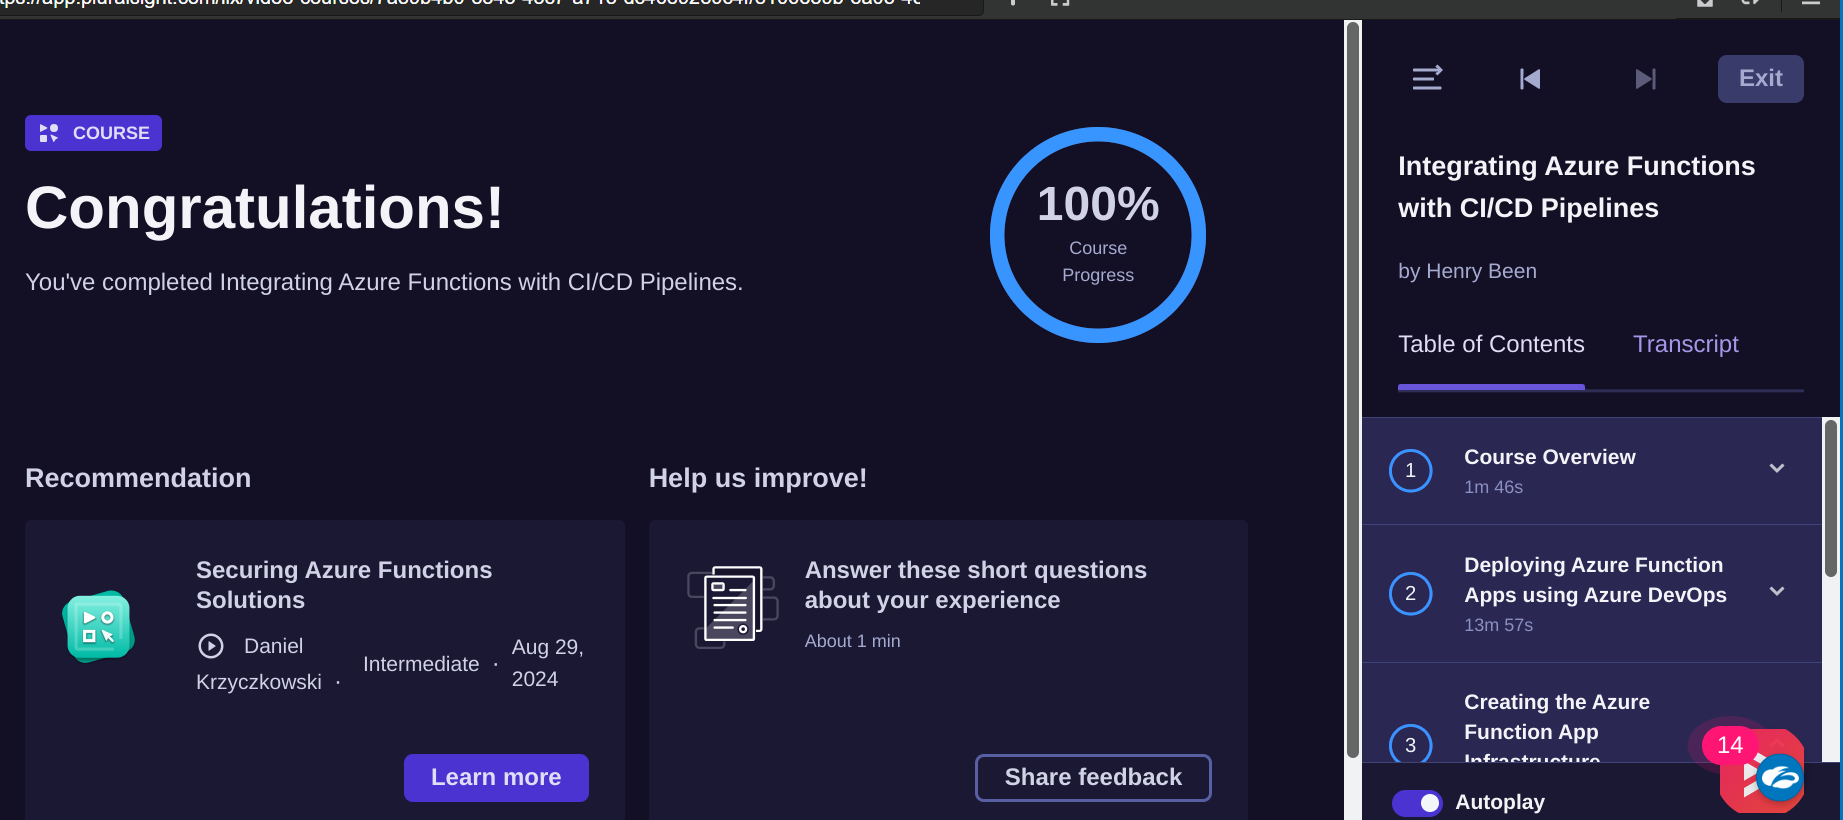 COURSE
Congratulations!
You've completed Integrating Azure Functions with CI/CD Pipelines.
100%
Course
Progress
Recommendation
Securing Azure Functions
Solutions
Daniel
Krzyczkowski ·
Intermediate ·
Aug 29,
2024
Learn more
Help us improve!
Answer these short questions
about your experience
About 1 min
Share feedback
Exit
Integrating Azure Functions
with CI/CD Pipelines
by Henry Been
Table of Contents
Transcript
1
Course Overview
1m 46s
2
Deploying Azure Function
Apps using Azure DevOps
13m 57s
3
Creating the Azure
Function App
Infrastructure
14
Autoplay